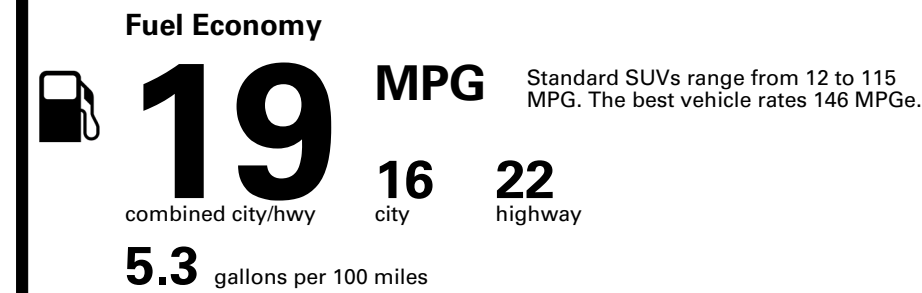 Fuel Economy
19 MPG
Standard SUVs range from 12 to 115
MPG. The best vehicle rates 146 MPGe.
16 22
combined city/hwy city highway
5.3 gallons per 100 miles